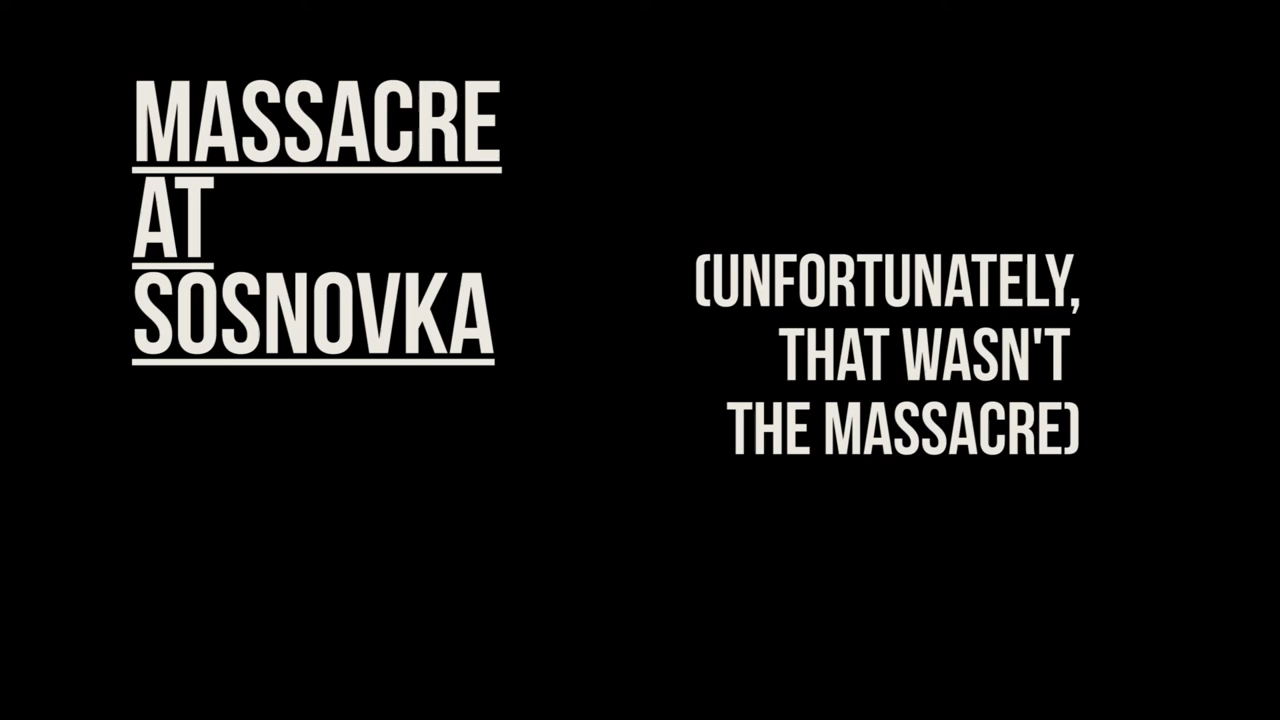 MASSACRE
AT
SOSNOVKA
(UNFORTUNATELY,
THAT WASN'T
THE MASSACRE)